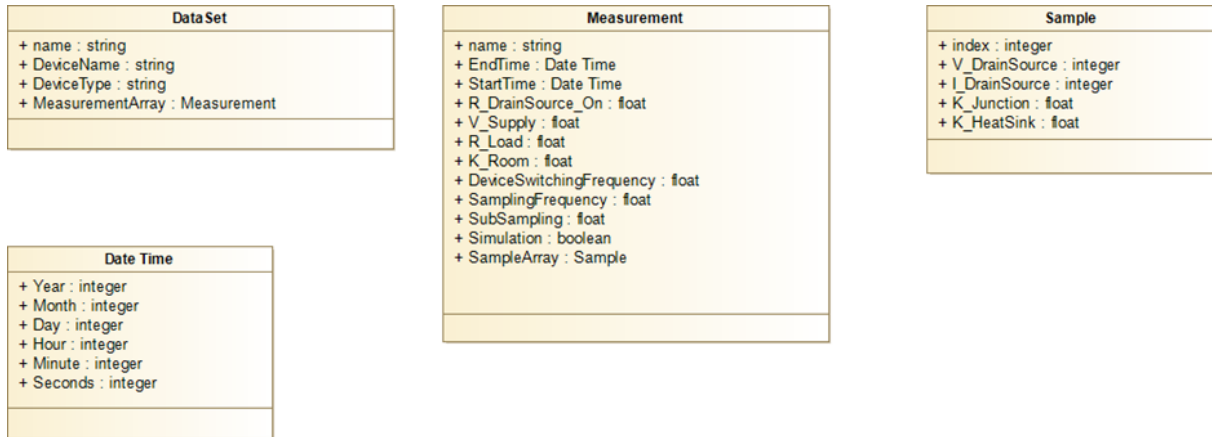 DataSet
+ name : string
+ DeviceName : string
+ DeviceType : string
+ MeasurementArray : Measurement
Measurement
+ name : string
+ EndTime : Date Time
+ StartTime : Date Time
+ R_DrainSource_On : float
+ V_Supply : float
+ R_Load : float
+ K_Room : float
+ DeviceSwitchingFrequency : float
+ SamplingFrequency : float
+ SubSampling : float
+ Simulation : boolean
+ SampleArray : Sample
Sample
+ index : integer
+ V_DrainSource : integer
+ I_DrainSource : integer
+ K_Junction : float
+ K_HeatSink : float
Date Time
+ Year : integer
+ Month : integer
+ Day : integer
+ Hour : integer
+ Minute : integer
+ Seconds : integer